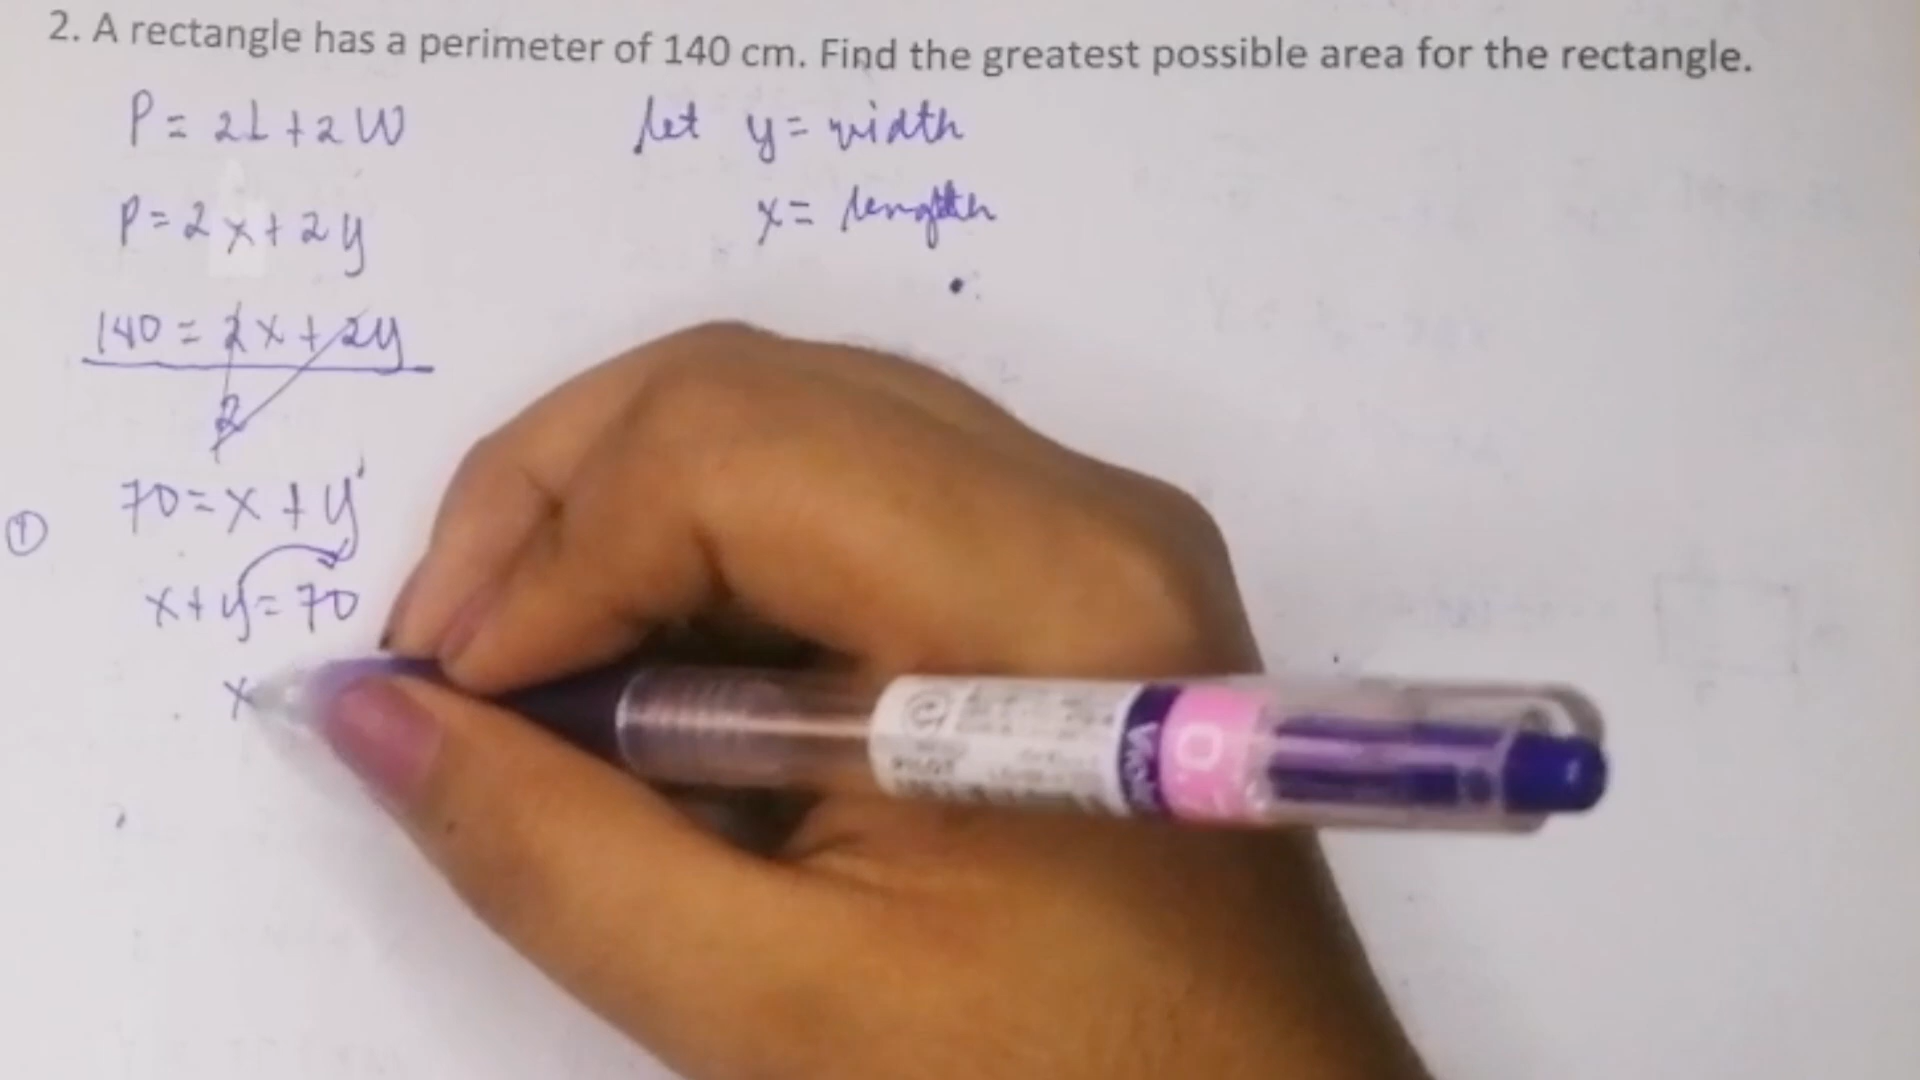 2. A rectangle has a perimeter of 140 cm. Find the greatest possible area for the rectangle.
P = 2L + 2W
let y = width
P = 2x + 2y
x = length
140 = 2x + 2y
2
70 = x + y
①
x + y = 70
x